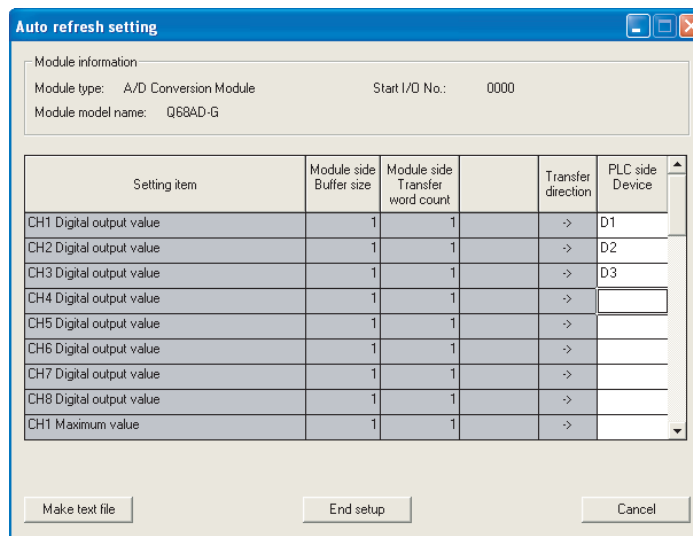 Auto refresh setting
Module information
Module type: A/D Conversion Module Start I/O No.: 0000
Module model name: Q68AD-G
Setting item Module side Buffer size Module side Transfer word count Transfer direction PLC side Device
CH1 Digital output value 1 1 -> D1
CH2 Digital output value 1 1 -> D2
CH3 Digital output value 1 1 -> D3
CH4 Digital output value 1 1 ->
CH5 Digital output value 1 1 ->
CH6 Digital output value 1 1 ->
CH7 Digital output value 1 1 ->
CH8 Digital output value 1 1 ->
CH1 Maximum value 1 1 ->
Make text file End setup Cancel